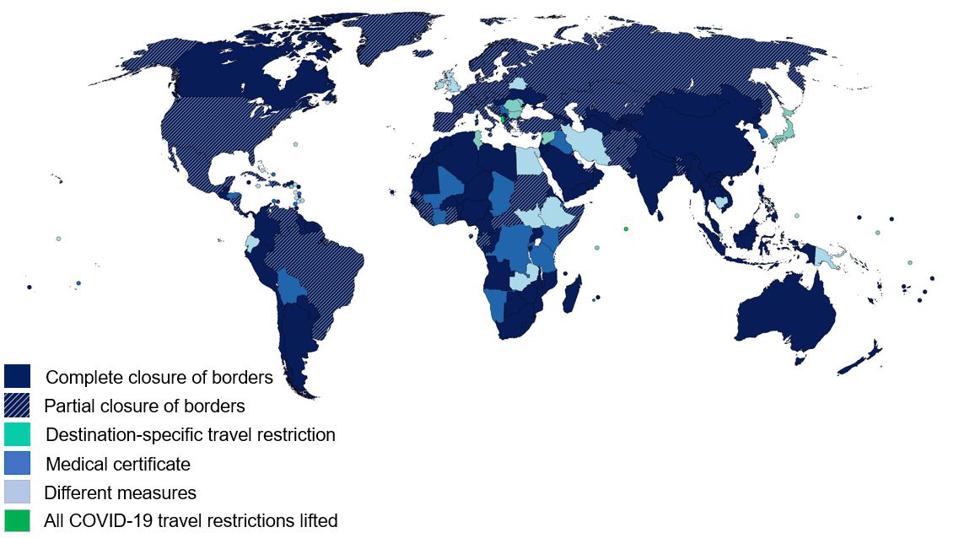 Complete closure of borders
Partial closure of borders
Destination-specific travel restriction
Medical certificate
Different measures
All COVID-19 travel restrictions lifted